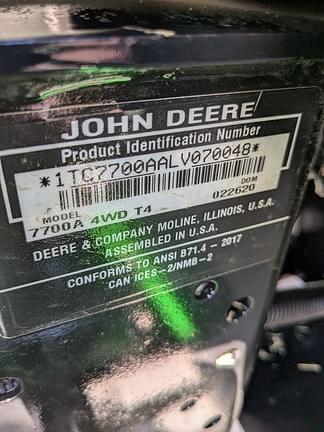 JOHN DEERE
Product Identification Number
*1TC7700AALV070048*
DOM
022620
MODEL
7700A 4WD T4
DEERE & COMPANY MOLINE, ILLINOIS, U.S.A.
ASSEMBLED IN U.S.A.
CONFORMS TO ANSI B71.4 - 2017
CAN ICES-2/NMB-2